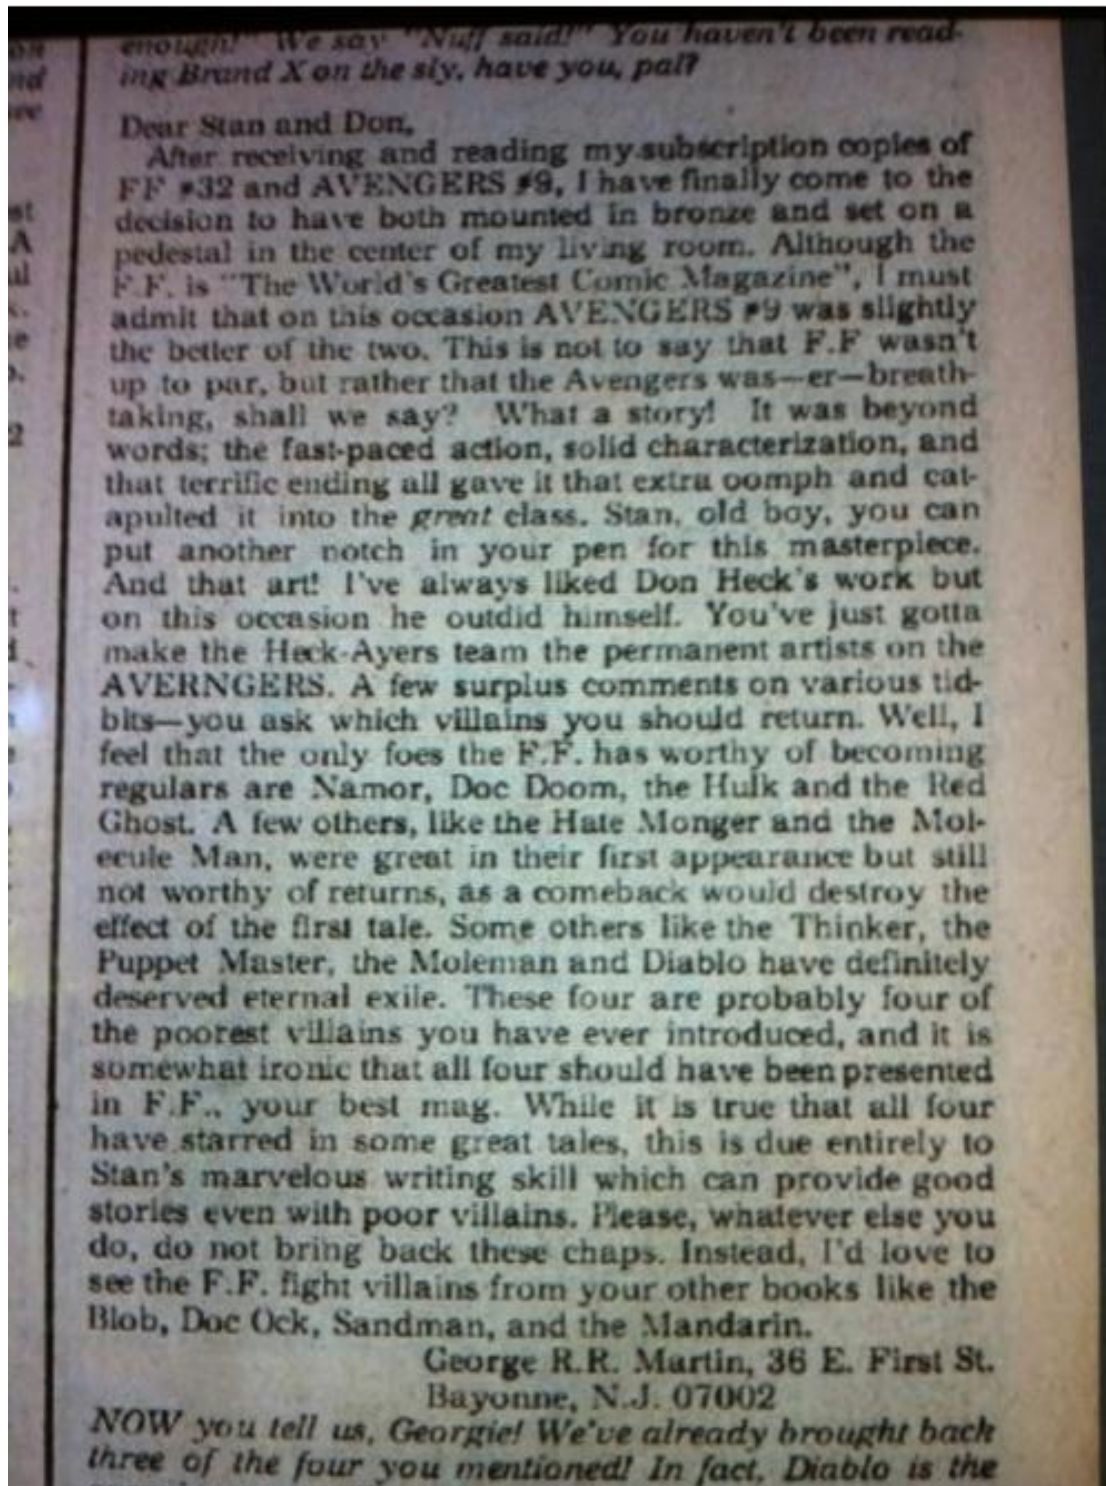 enough!" We say "Nuff said!" You haven't been read-
ing Brand X on the sly, have you, pal?
Dear Stan and Don,
After receiving and reading my subscription copies of
FF #32 and AVENGERS #9, I have finally come to the
decision to have both mounted in bronze and set on a
pedestal in the center of my living room. Although the
F.F. is "The World's Greatest Comic Magazine", I must
admit that on this occasion AVENGERS #9 was slightly
the better of the two. This is not to say that F.F wasn't
up to par, but rather that the Avengers was—er—breath-
taking, shall we say? What a story! It was beyond
words; the fast-paced action, solid characterization, and
that terrific ending all gave it that extra oomph and cat-
apulted it into the great class. Stan, old boy, you can
put another notch in your pen for this masterpiece.
And that art! I've always liked Don Heck's work but
on this occasion he outdid himself. You've just gotta
make the Heck-Ayers team the permanent artists on the
AVERNGERS. A few surplus comments on various tid-
bits—you ask which villains you should return. Well, I
feel that the only foes the F.F. has worthy of becoming
regulars are Namor, Doc Doom, the Hulk and the Red
Ghost. A few others, like the Hate Monger and the Mol-
ecule Man, were great in their first appearance but still
not worthy of returns, as a comeback would destroy the
effect of the first tale. Some others like the Thinker, the
Puppet Master, the Moleman and Diablo have definitely
deserved eternal exile. These four are probably four of
the poorest villains you have ever introduced, and it is
somewhat ironic that all four should have been presented
in F.F., your best mag. While it is true that all four
have starred in some great tales, this is due entirely to
Stan's marvelous writing skill which can provide good
stories even with poor villains. Please, whatever else you
do, do not bring back these chaps. Instead, I'd love to
see the F.F. fight villains from your other books like the
Blob, Doc Ock, Sandman, and the Mandarin.
George R.R. Martin, 36 E. First St.
Bayonne, N.J. 07002
NOW you tell us, Georgie! We've already brought back
three of the four you mentioned! In fact, Diablo is the